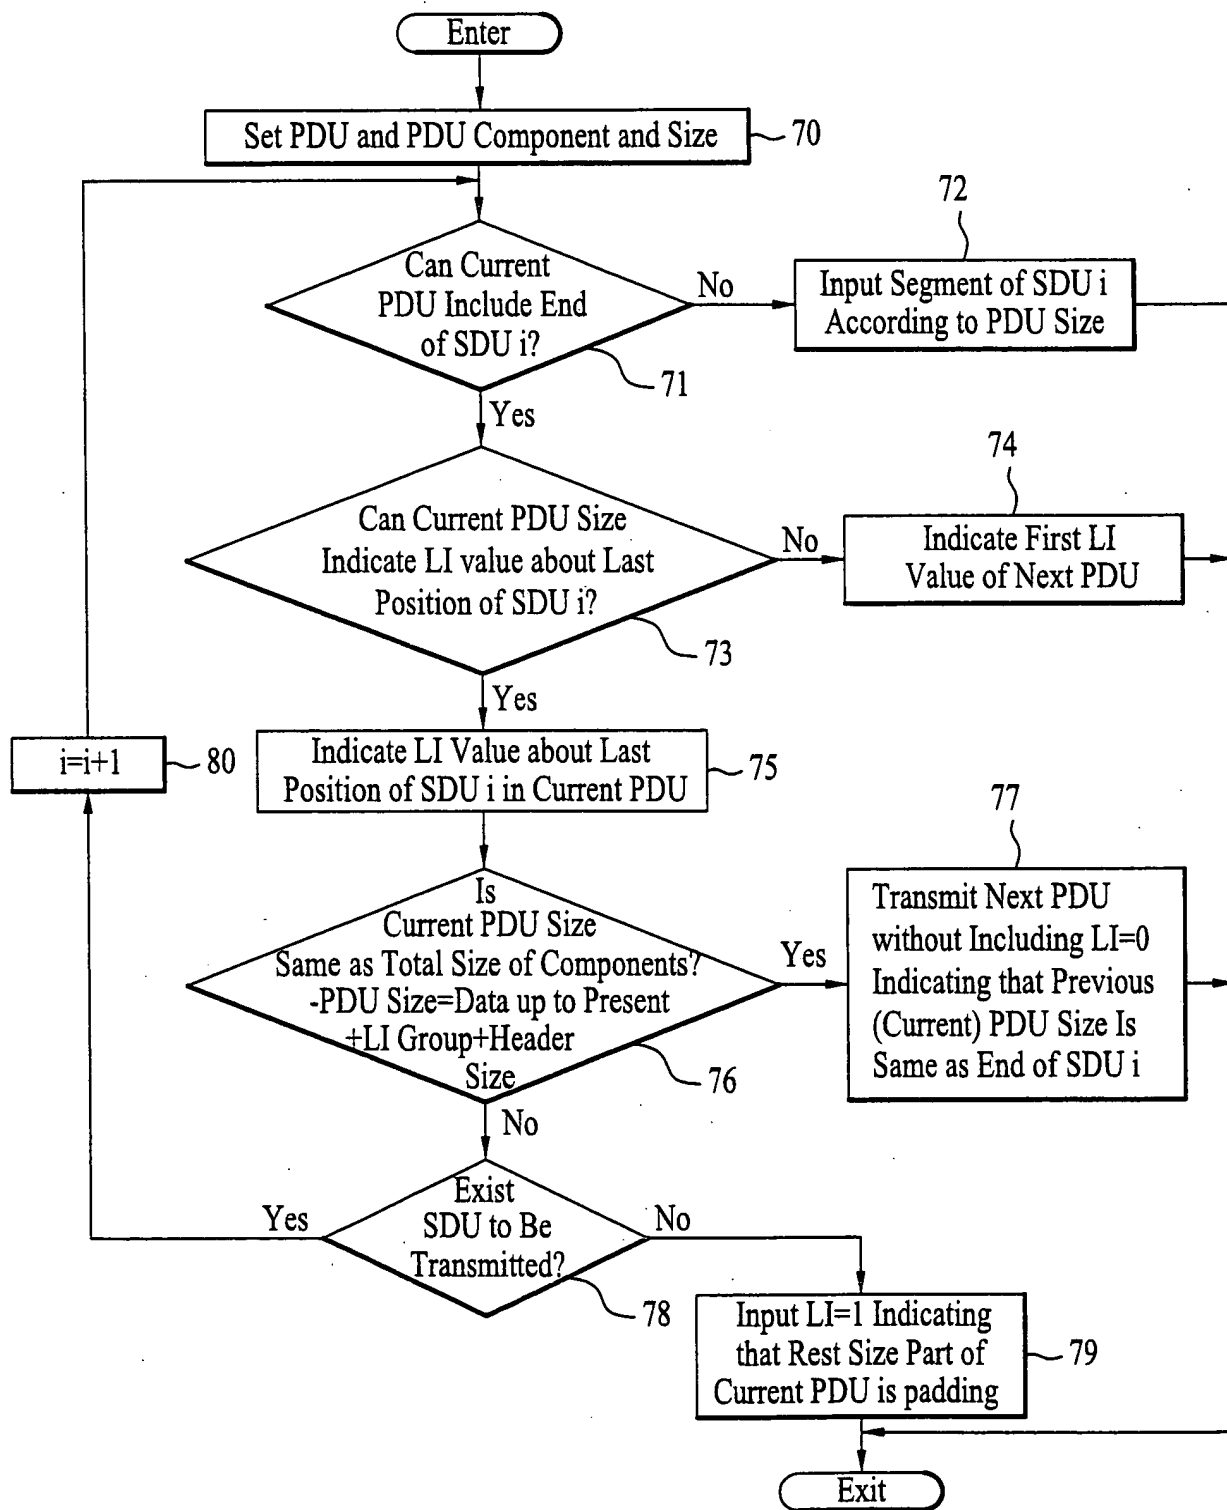 Enter
Set PDU and PDU Component and Size
70
Can Current
PDU Include End
of SDU i?
71
No
72
Input Segment of SDU i
According to PDU Size
Yes
Can Current PDU Size
Indicate LI value about Last
Position of SDU i?
73
No
74
Indicate First LI
Value of Next PDU
Yes
Indicate LI Value about Last
Position of SDU i in Current PDU
75
i=i+1
80
Is
Current PDU Size
Same as Total Size of Components?
-PDU Size=Data up to Present
+LI Group+Header
Size
76
Yes
77
Transmit Next PDU
without Including LI=0
Indicating that Previous
(Current) PDU Size Is
Same as End of SDU i
No
Exist
SDU to Be
Transmitted?
78
Yes
No
Input LI=1 Indicating
that Rest Size Part of
Current PDU is padding
79
Exit